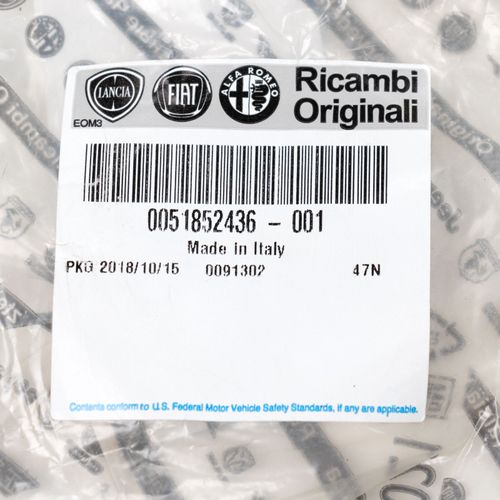 LANCIA
FIAT
ALFA ROMEO
Ricambi
Originali
EOM3
0051852436 - 001
Made in Italy
PKG 2018/10/15 0091302 47N
Contents conform to U.S. Federal Motor Vehicle Safety Standards, if any are applicable.